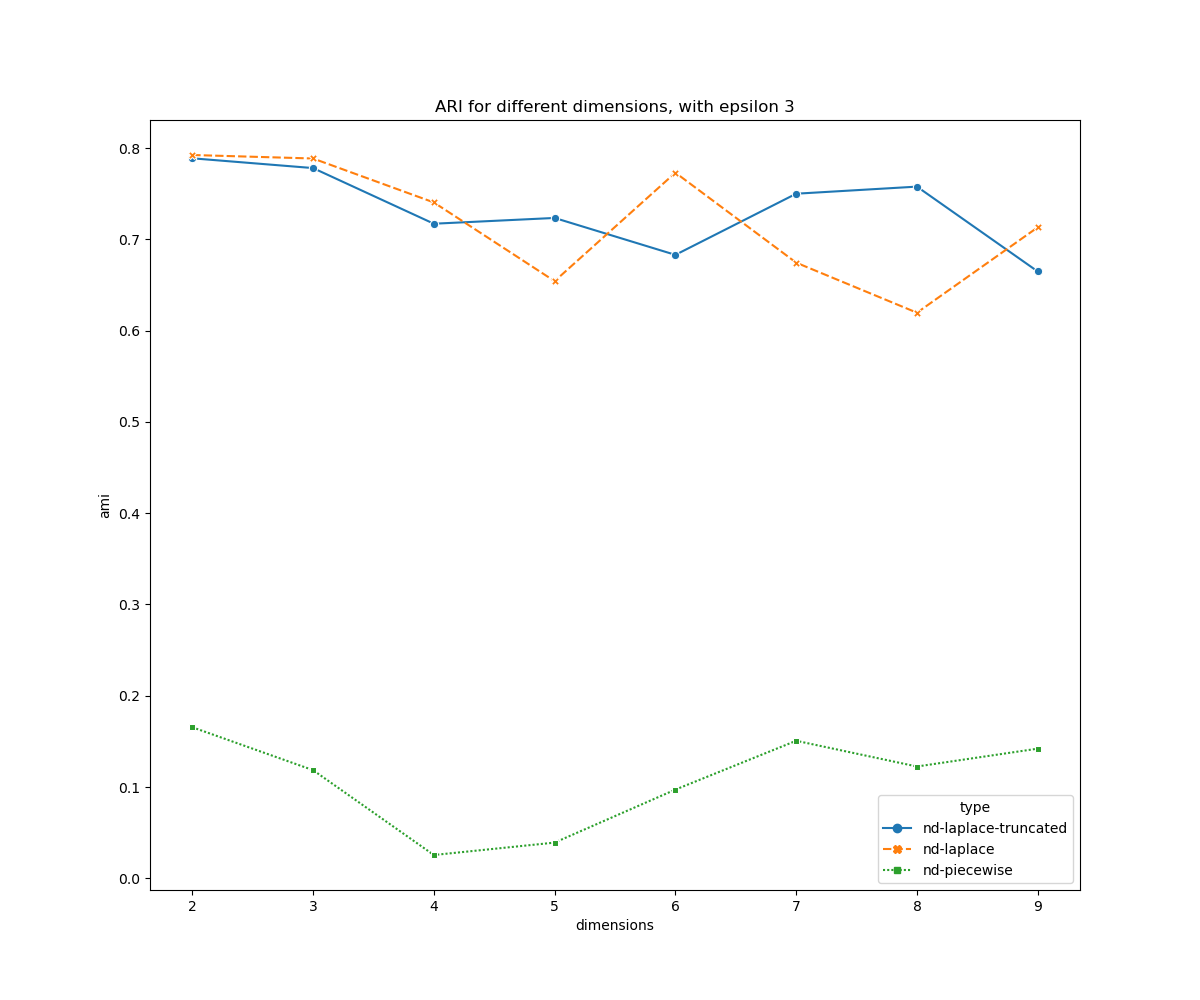 ARI for different dimensions, with epsilon 3
0.8
0.7
0.6
0.5
0.4
0.3
0.2
0.1
0.0
ami
2 3 4 5 6 7 8 9
dimensions
type
nd-laplace-truncated
nd-laplace
nd-piecewise